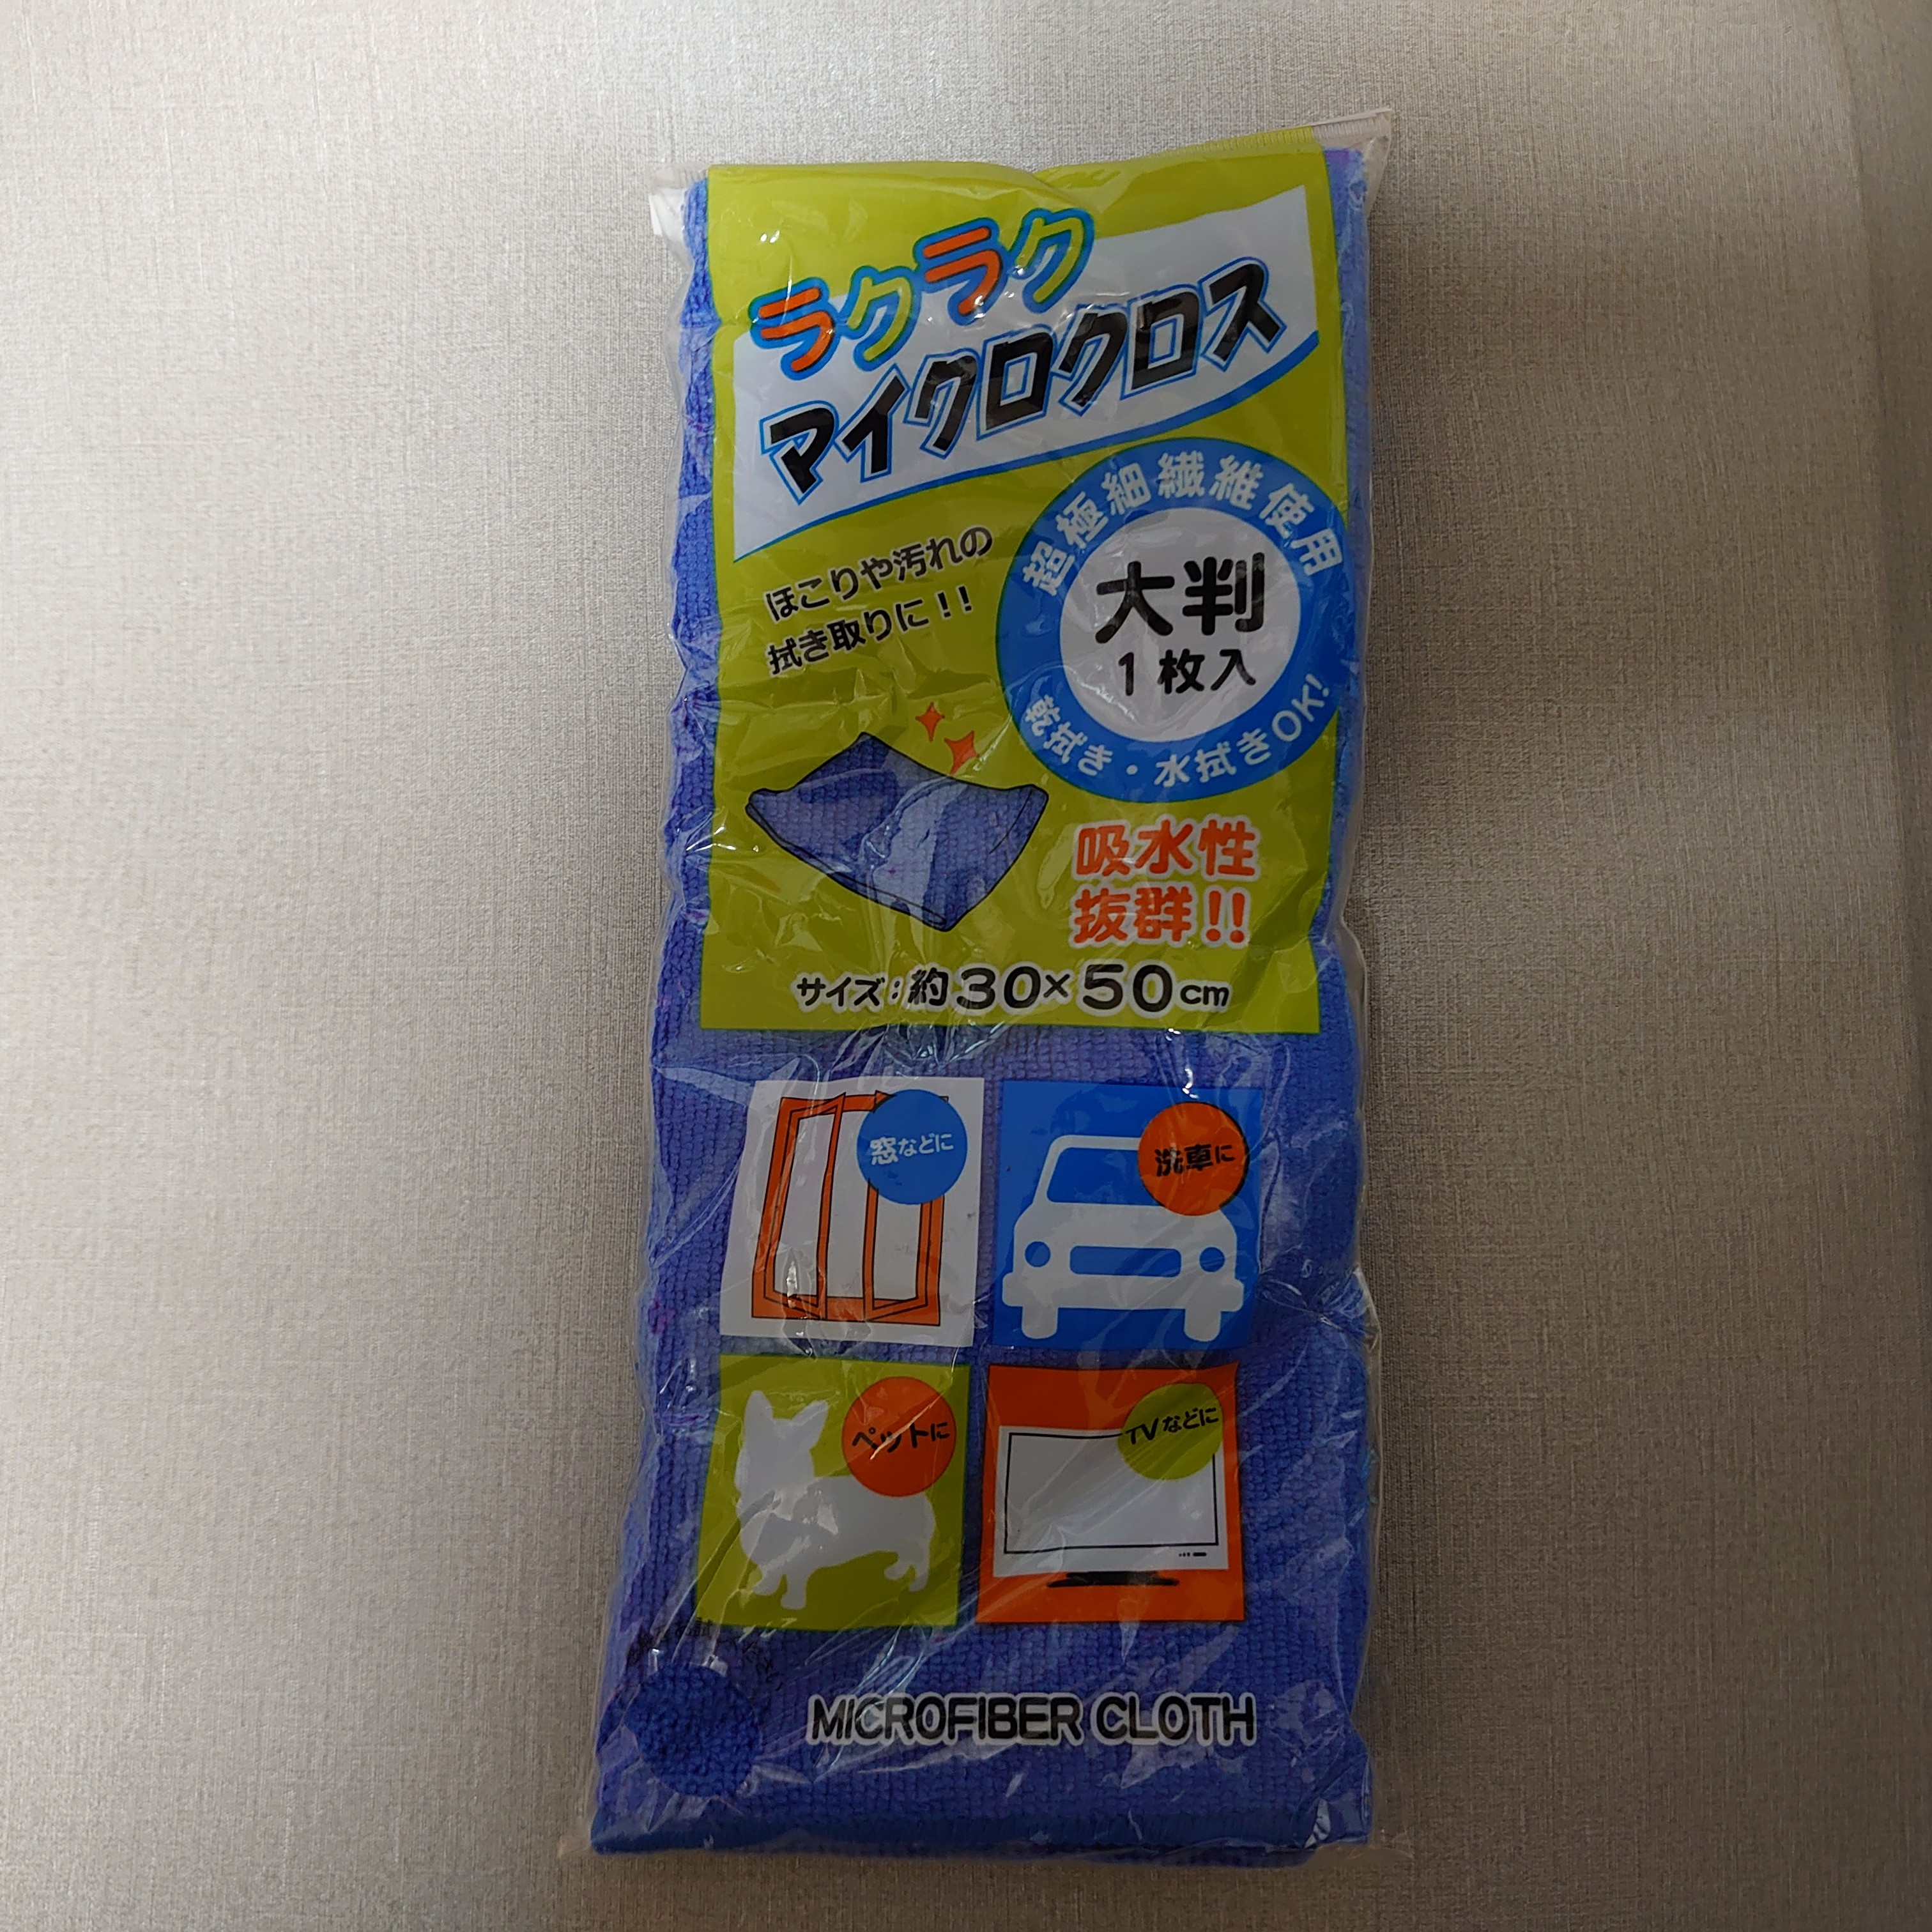 ラクラク
マイクロクロス
超極細繊維使用
大判
1枚入
乾拭き・水拭きOK!
ほこりや汚れの
拭き取りに!!
吸水性
抜群!!
サイズ:約30×50cm
窓などに
洗車に
ペットに
TVなどに
MICROFIBER CLOTH